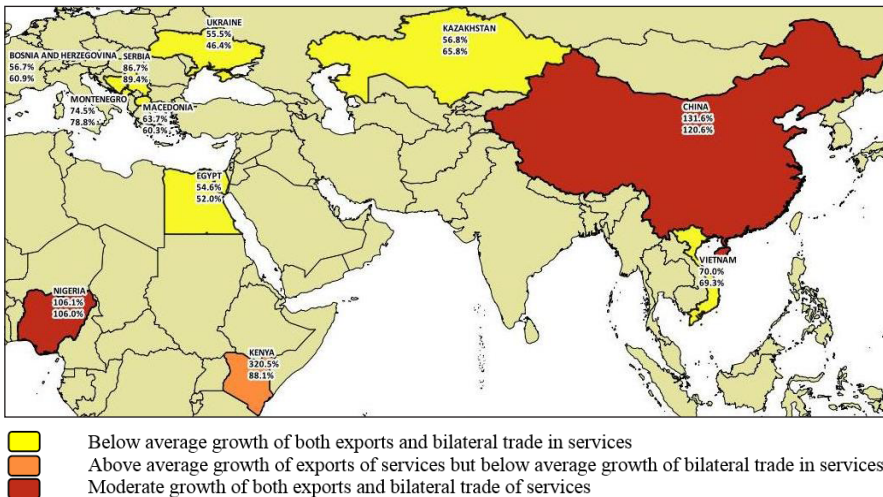 UKRAINE
55.5%
46.4%
KAZAKHSTAN
56.8%
65.8%
BOSNIA AND HERZEGOVINA
56.7%
60.9%
SERBIA
86.7%
89.4%
MONTENEGRO
74.5%
78.8%
MACEDONIA
63.7%
60.3%
CHINA
131.6%
120.6%
EGYPT
54.6%
52.0%
VIETNAM
70.0%
69.3%
NIGERIA
106.1%
106.0%
KENYA
320.5%
88.1%
Below average growth of both exports and bilateral trade in services
Above average growth of exports of services but below average growth of bilateral trade in services
Moderate growth of both exports and bilateral trade of services